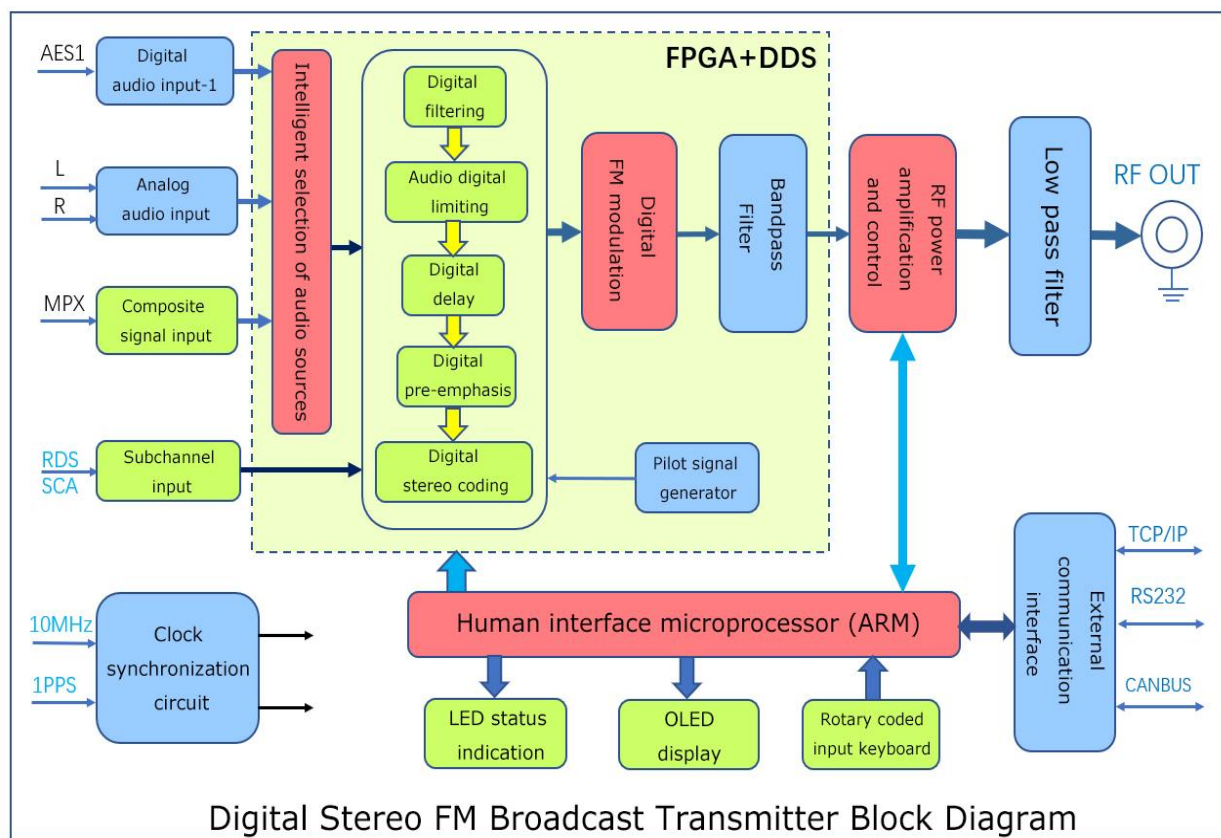 AES1
Digital
audio input-1
L
R
Analog
audio input
MPX
Composite
signal input
RDS
SCA
Subchannel
input
10MHz
1PPS
Clock
synchronization
circuit
Intelligent selection of audio sources
FPGA+DDS
Digital
filtering
Audio digital
limiting
Digital
delay
Digital
pre-emphasis
Digital
stereo coding
Digital
FM modulation
Bandpass
Filter
Pilot signal
generator
RF power
amplification
and control
Low pass filter
RF OUT
Human interface microprocessor (ARM)
LED status
indication
OLED
display
Rotary coded
input keyboard
External
communication
interface
TCP/IP
RS232
CANBUS
Digital Stereo FM Broadcast Transmitter Block Diagram